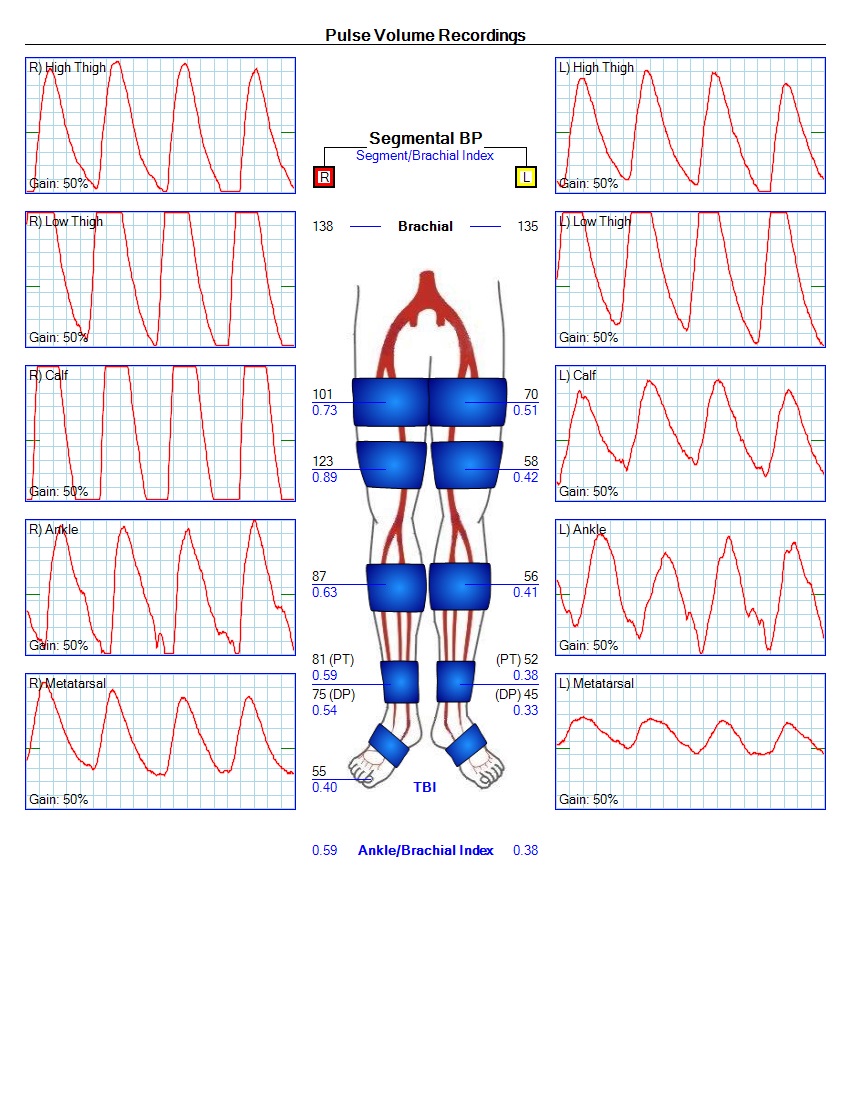 Pulse Volume Recordings
R) High Thigh
Gain: 50%
R) Low Thigh
Gain: 50%
R) Calf
Gain: 50%
R) Ankle
Gain: 50%
R) Metatarsal
Gain: 50%
Segmental BP
Segment/Brachial Index
R
L
138 Brachial 135
101 70
0.73 0.51
123 58
0.89 0.42
87 56
0.63 0.41
81 (PT) (PT) 52
0.59 0.38
75 (DP) (DP) 45
0.54 0.33
55
0.40 TBI
0.59 Ankle/Brachial Index 0.38
L) High Thigh
Gain: 50%
L) Low Thigh
Gain: 50%
L) Calf
Gain: 50%
L) Ankle
Gain: 50%
L) Metatarsal
Gain: 50%